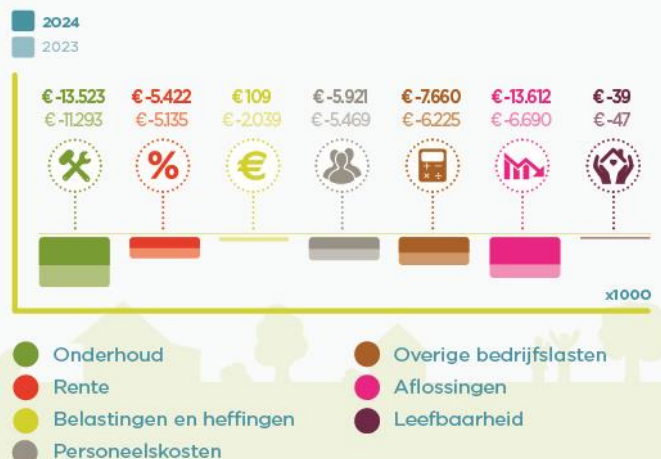 2024
2023
€ -13.523 € -5.422 € 109 € -5.921 € -7.660 € -13.612 € -39
€ -11.293 € -5.135 € -2.039 € -5.469 € -6.225 € -6.690 € -47
x1000
Onderhoud
Rente
Belastingen en heffingen
Personeelskosten
Overige bedrijfslasten
Aflossingen
Leefbaarheid